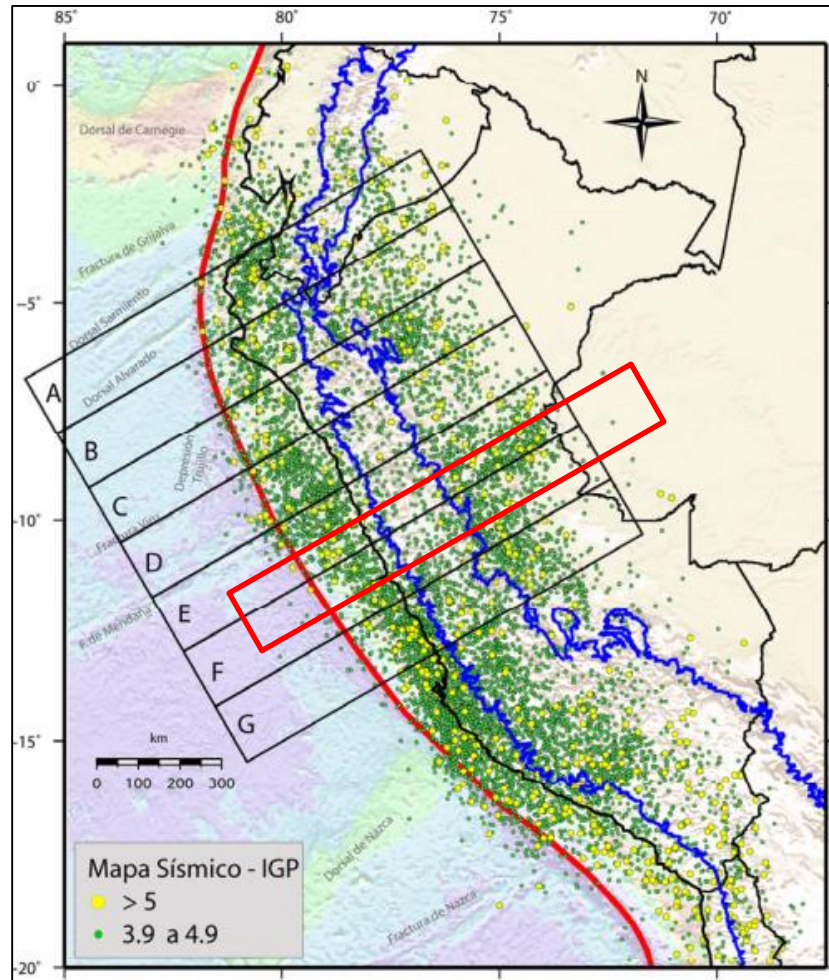 85° 80° 75° 70°
0°
-5°
-10°
-15°
-20°
N
Dorsal de Carnegie
Fractura de Grijalva
Dorsal Sarmiento
Dorsal Alvarado
Depresión
Trujillo
Fractura Viru
F. de Mendaña
A
B
C
D
E
F
G
km
0 100 200 300
Dorsal de Nazca
Fractura de Nazca
Mapa Sísmico - IGP
> 5
3.9 a 4.9